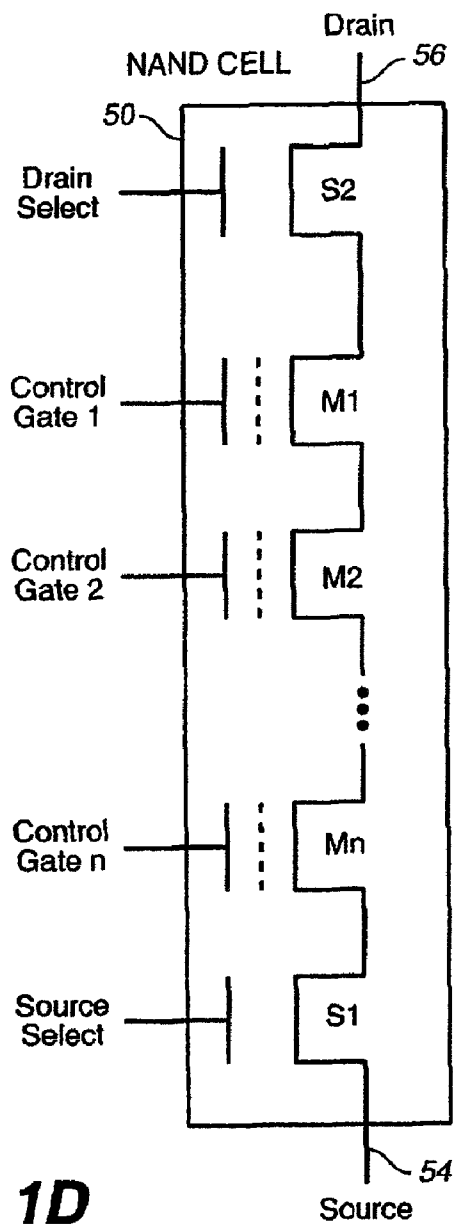 Drain
NAND CELL
56
50
Drain
Select
S2
Control
Gate 1
M1
Control
Gate 2
M2
Control
Gate n
Mn
Source
Select
S1
54
1D
Source